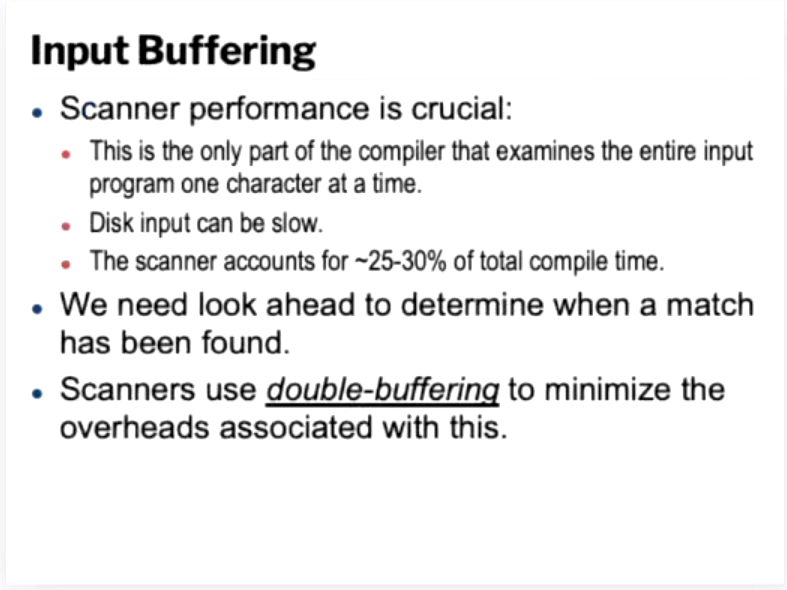 Input Buffering
• Scanner performance is crucial:
• This is the only part of the compiler that examines the entire input
program one character at a time.
• Disk input can be slow.
• The scanner accounts for ~25-30% of total compile time.
• We need look ahead to determine when a match
has been found.
• Scanners use double-buffering to minimize the
overheads associated with this.